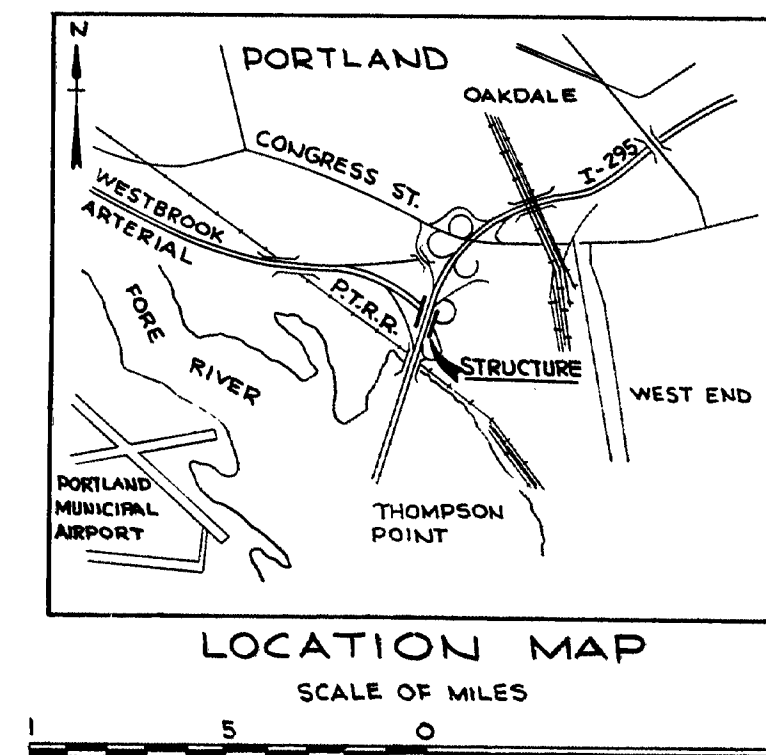 N
PORTLAND
OAKDALE
CONGRESS ST.
I-295
WESTBROOK
ARTERIAL
P.T.R.R.
FORE
RIVER
STRUCTURE
WEST END
PORTLAND
MUNICIPAL
AIRPORT
THOMPSON
POINT
LOCATION MAP
SCALE OF MILES
1 5 0